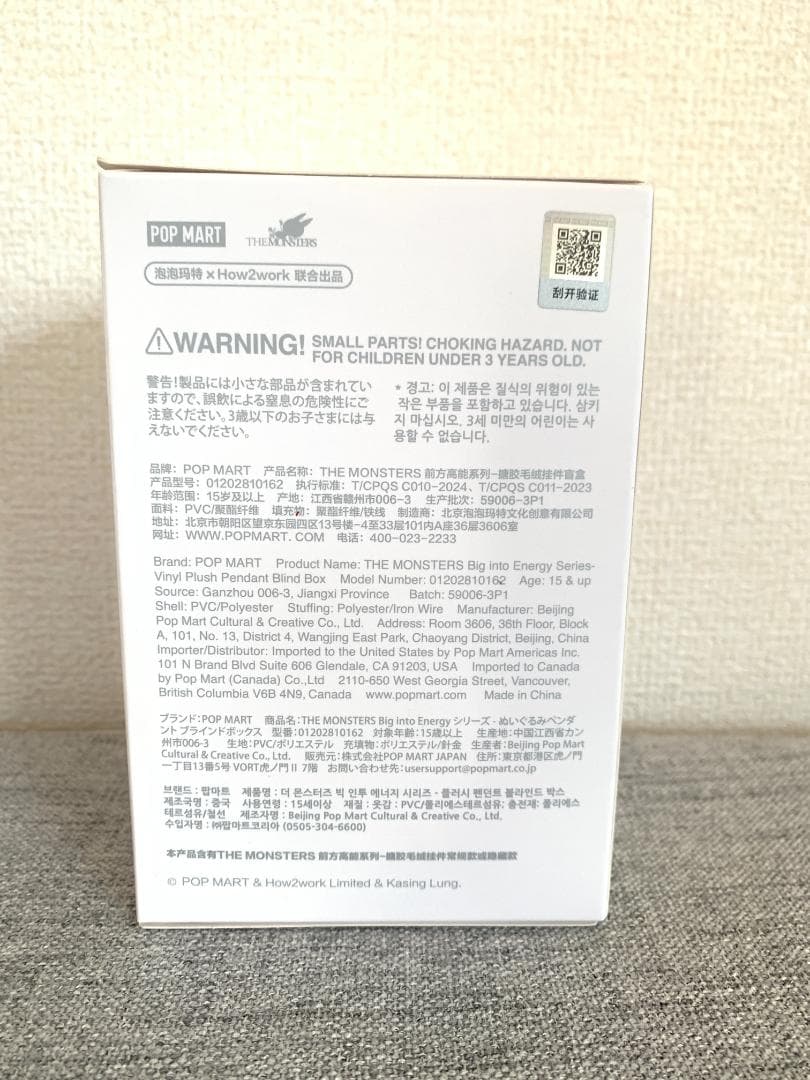 POP MART
THE MONSTERS
泡泡玛特×How2work 联合出品
刮开验证
WARNING! SMALL PARTS! CHOKING HAZARD. NOT
FOR CHILDREN UNDER 3 YEARS OLD.
警告!製品には小さな部品が含まれてい
ますので、誤飲による窒息の危険性にご
注意ください。3歳以下のお子さまには与
えないでください。
* 경고: 이 제품은 질식의 위험이 있는
작은 부품을 포함하고 있습니다. 삼키
지 마십시오. 3세 미만의 어린이는 사
용할 수 없습니다.
品牌: POP MART 产品名称: THE MONSTERS 前方高能系列-搪胶毛绒挂件盲盒
产品型号: 01202810162 执行标准: T/CPQS C010-2024、T/CPQS C011-2023
年龄范围: 15岁及以上 产地: 江西省赣州市006-3 生产批次: 59006-3P1
面料: PVC/聚酯纤维 填充物: 聚酯纤维/铁线 制造商: 北京泡泡玛特文化创意有限公司
地址: 北京市朝阳区望京东园四区13号楼-4至33层101内A座36层3606室
网址: WWW.POPMART. COM 电话: 400-023-2233
Brand: POP MART Product Name: THE MONSTERS Big into Energy Series-
Vinyl Plush Pendant Blind Box Model Number: 01202810162 Age: 15 & up
Source: Ganzhou 006-3, Jiangxi Province Batch: 59006-3P1
Shell: PVC/Polyester Stuffing: Polyester/Iron Wire Manufacturer: Beijing
Pop Mart Cultural & Creative Co., Ltd. Address: Room 3606, 36th Floor, Block
A, 101, No. 13, District 4, Wangjing East Park, Chaoyang District, Beijing, China
Importer/Distributor: Imported to the United States by Pop Mart Americas Inc.
101 N Brand Blvd Suite 606 Glendale, CA 91203, USA Imported to Canada
by Pop Mart (Canada) Co.,Ltd 2110-650 West Georgia Street, Vancouver,
British Columbia V6B 4N9, Canada www.popmart.com Made in China
ブランド:POP MART 商品名:THE MONSTERS Big into Energy シリーズ - ぬいぐるみペンダ
ント ブラインドボックス 型番:01202810162 対象年齢:15歳以上 生産地:中国江西省カン
州市006-3 生地:PVC/ポリエステル 充填物:ポリエステル/針金 生産者:Beijing Pop Mart
Cultural & Creative Co., Ltd. 販売元:株式会社POP MART JAPAN 住所:東京都港区虎ノ門
一丁目13番5号 VORT虎ノ門 II 7階 お問い合わせ先:usersupport@popmart.co.jp
브랜드 : 팝마트 제품명 : 더 몬스터즈 빅 인투 에너지 시리즈 - 플러시 펜던트 블라인드 박스
제조국명 : 중국 사용연령 : 15세이상 재질 : 옷감 : PVC/폴리에스테르섬유; 충전재: 폴리에스
테르섬유/철선 제조자명 : Beijing Pop Mart Cultural & Creative Co., Ltd.
수입자명 : ㈜팝마트코리아 (0505-304-6600)
本产品含有THE MONSTERS 前方高能系列-搪胶毛绒挂件常规款或隐藏款
© POP MART & How2work Limited & Kasing Lung.